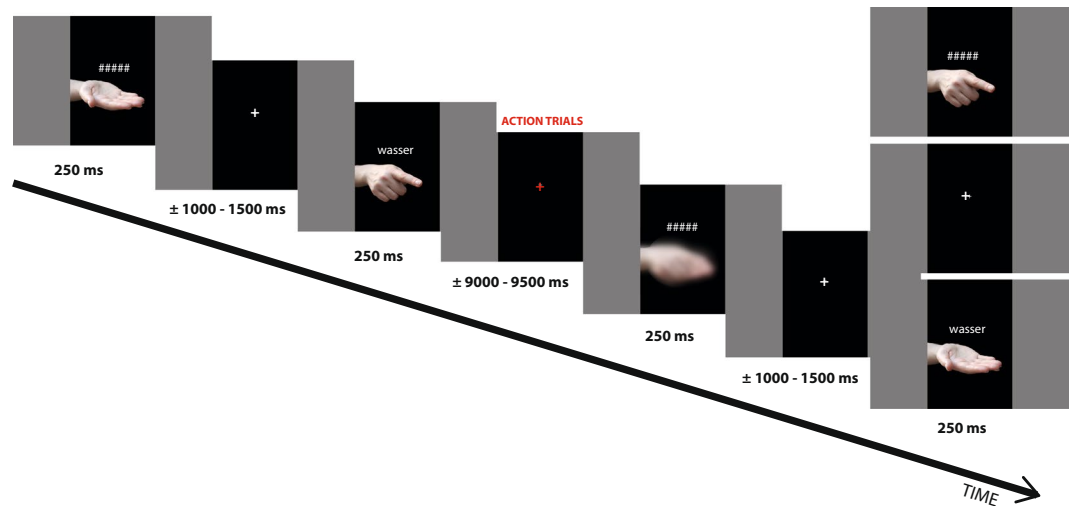 #####
250 ms
+
± 1000 - 1500 ms
wasser
250 ms
ACTION TRIALS
+
± 9000 - 9500 ms
#####
250 ms
+
± 1000 - 1500 ms
#####
+
wasser
250 ms
TIME